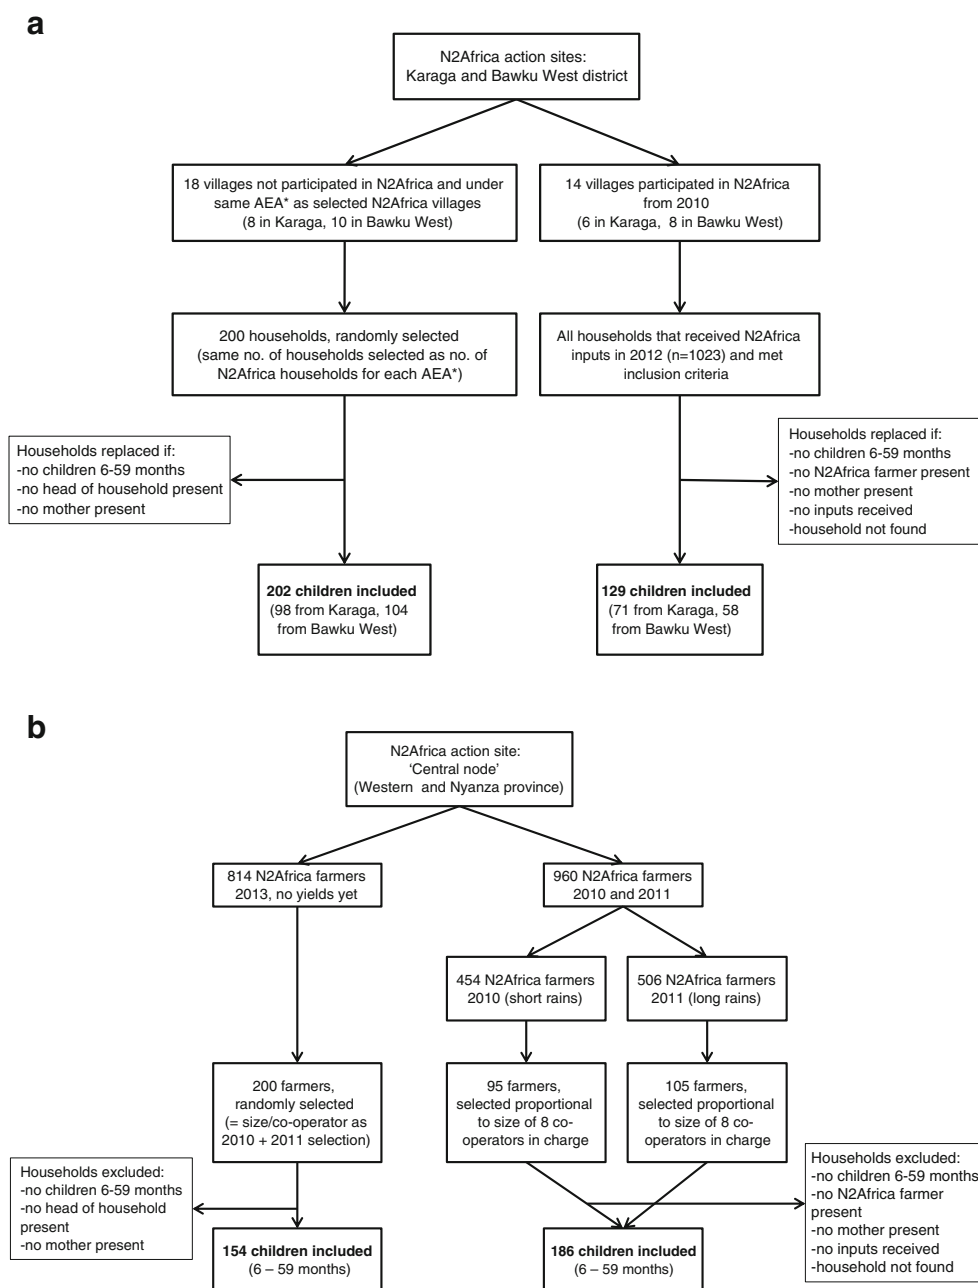 a
N2Africa action sites:
Karaga and Bawku West district
18 villages not participated in N2Africa and under
same AEA* as selected N2Africa villages
(8 in Karaga, 10 in Bawku West)
14 villages participated in N2Africa
from 2010
(6 in Karaga, 8 in Bawku West)
200 households, randomly selected
(same no. of households selected as no. of
N2Africa households for each AEA*)
All households that received N2Africa
inputs in 2012 (n=1023) and met
inclusion criteria
Households replaced if:
-no children 6-59 months
-no head of household present
-no mother present
Households replaced if:
-no children 6-59 months
-no N2Africa farmer present
-no mother present
-no inputs received
-household not found
202 children included
(98 from Karaga, 104
from Bawku West)
129 children included
(71 from Karaga, 58
from Bawku West)
b
N2Africa action site:
'Central node'
(Western and Nyanza province)
814 N2Africa farmers
2013, no yields yet
960 N2Africa farmers
2010 and 2011
454 N2Africa farmers
2010 (short rains)
506 N2Africa farmers
2011 (long rains)
200 farmers,
randomly selected
(= size/co-operator as
2010 + 2011 selection)
95 farmers,
selected proportional
to size of 8 co-
operators in charge
105 farmers,
selected proportional
to size of 8 co-
operators in charge
Households excluded:
-no children 6-59 months
-no head of household
present
-no mother present
Households excluded:
-no children 6-59 months
-no N2Africa farmer
present
-no mother present
-no inputs received
-household not found
154 children included
(6 – 59 months)
186 children included
(6 – 59 months)